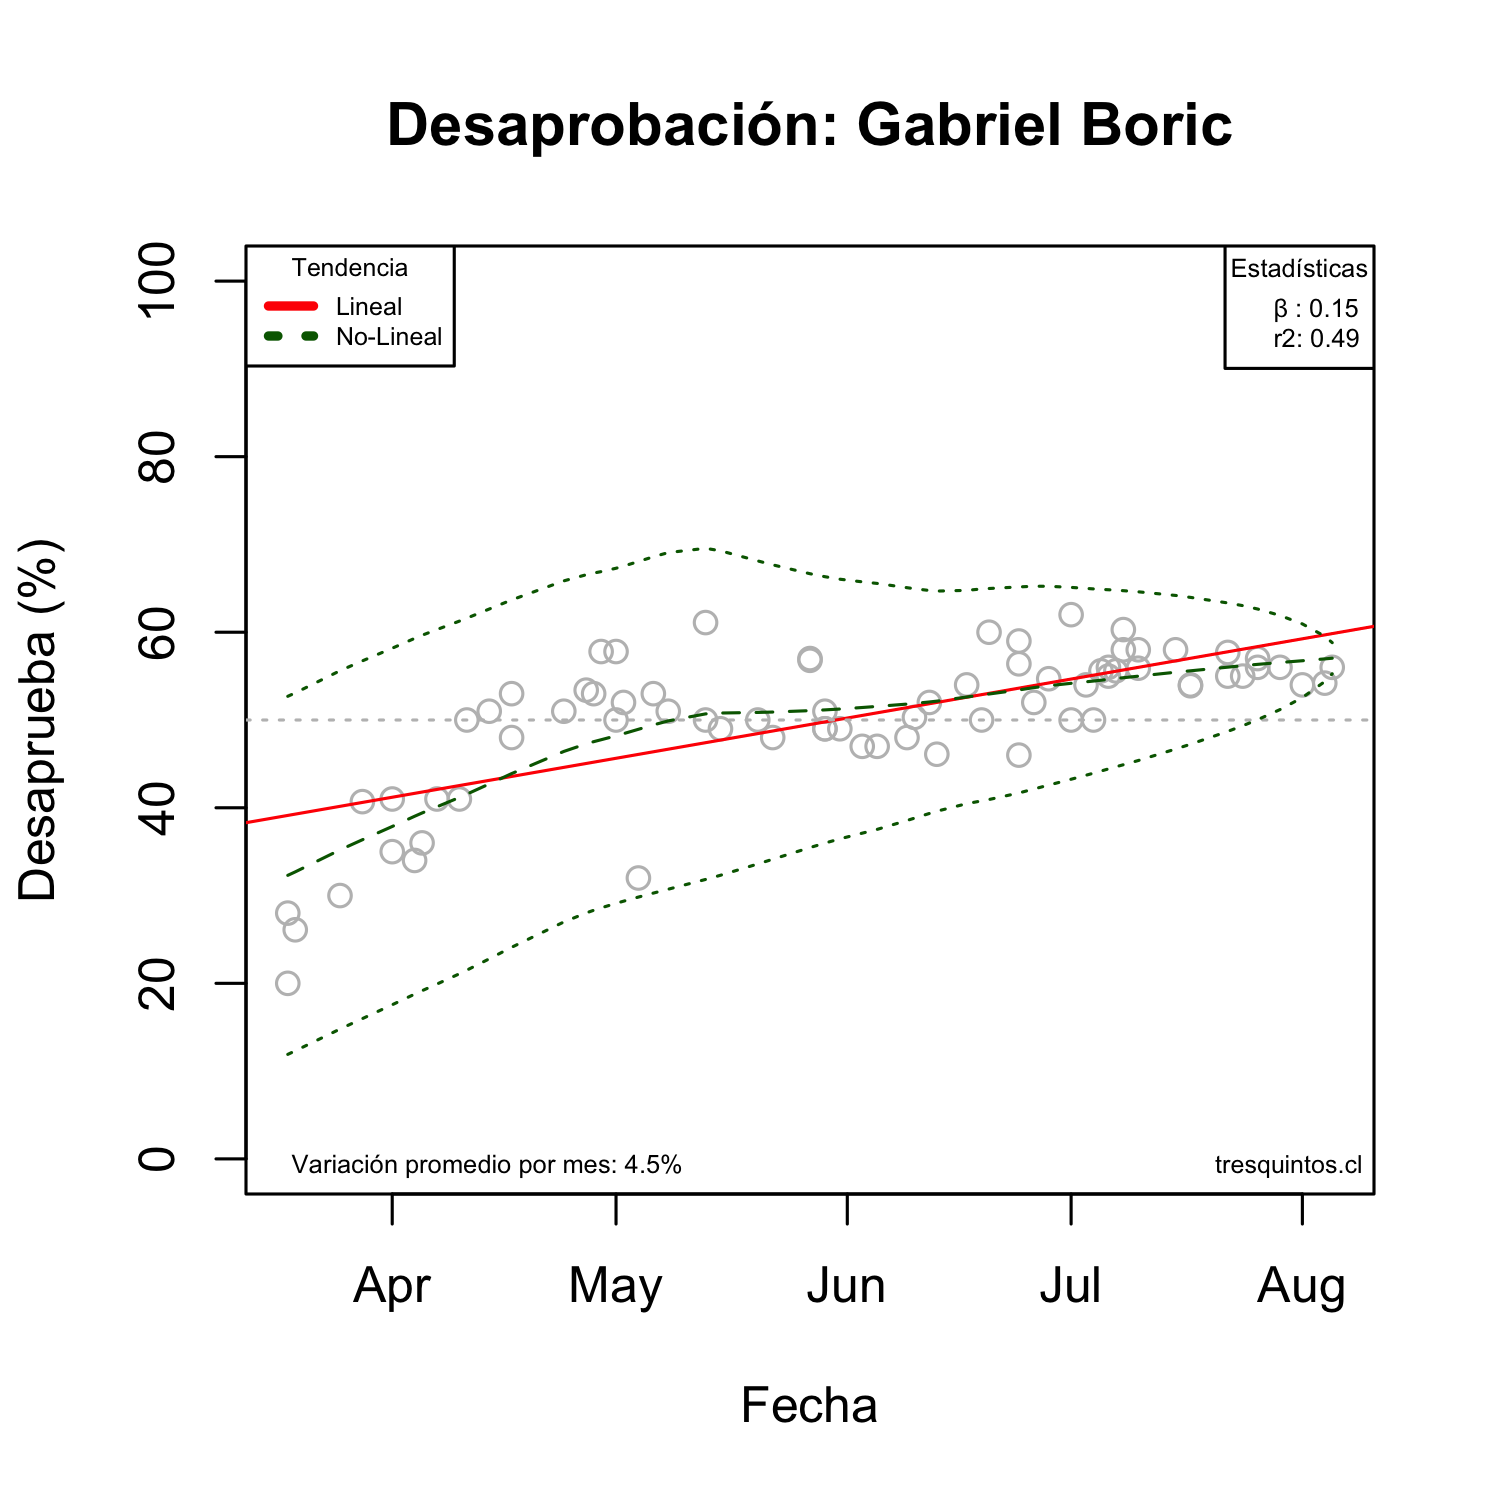 Desaprobación: Gabriel Boric
Tendencia
Lineal
No-Lineal
Estadísticas
β : 0.15
r2: 0.49
100
80
60
40
20
0
Desaprueba (%)
Variación promedio por mes: 4.5%
tresquintos.cl
Apr May Jun Jul Aug
Fecha